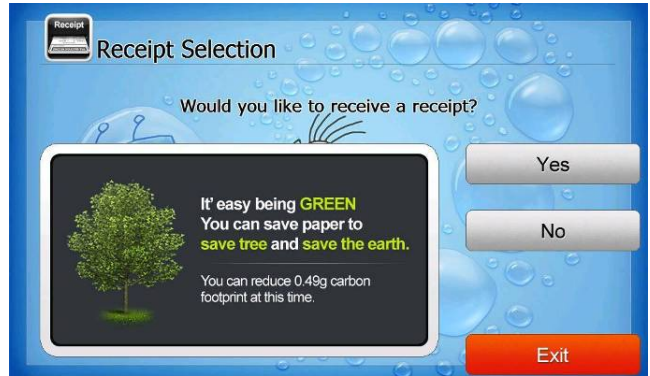 Receipt
Receipt Selection
Would you like to receive a receipt?
It' easy being GREEN
You can save paper to
save tree and save the earth.
You can reduce 0.49g carbon
footprint at this time.
Yes
No
Exit